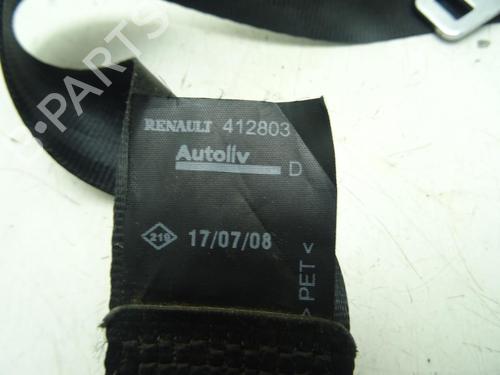 RENAULT 412803
Autoliv
D
219 17/07/08
> PET <
B-PARTS